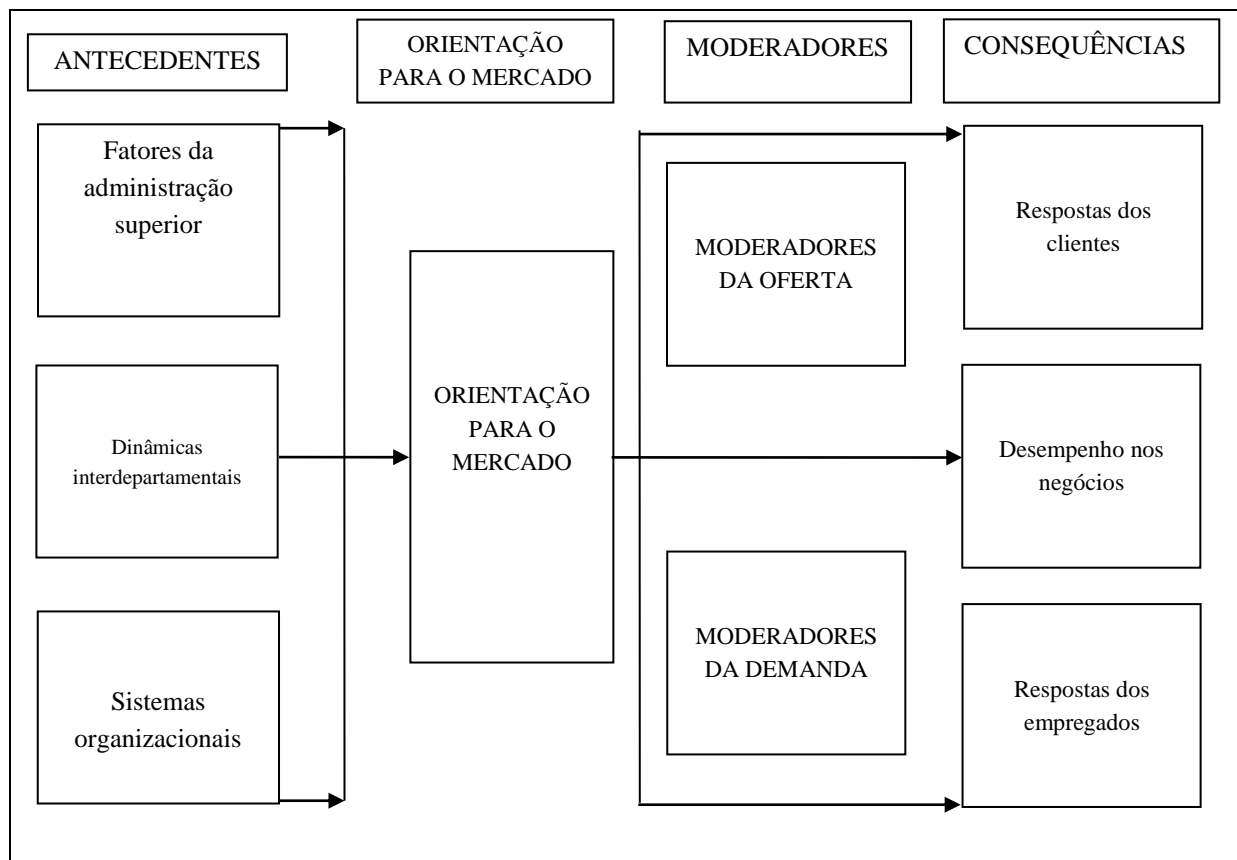 ANTECEDENTES
ORIENTAÇÃO
PARA O MERCADO
MODERADORES
CONSEQUÊNCIAS
Fatores da
administração
superior
Dinâmicas
interdepartamentais
Sistemas
organizacionais
ORIENTAÇÃO
PARA O
MERCADO
MODERADORES
DA OFERTA
MODERADORES
DA DEMANDA
Respostas dos
clientes
Desempenho nos
negócios
Respostas dos
empregados